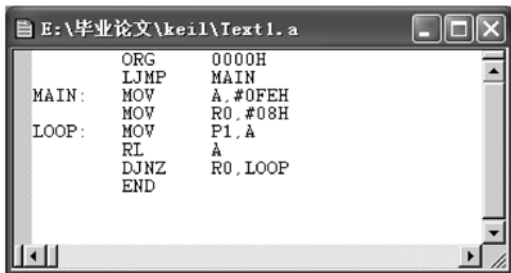 E:\毕业论文\keil\Text1.a
ORG 0000H
LJMP MAIN
MAIN: MOV A,#0FEH
MOV R0,#08H
LOOP: MOV P1,A
RL A
DJNZ R0,LOOP
END